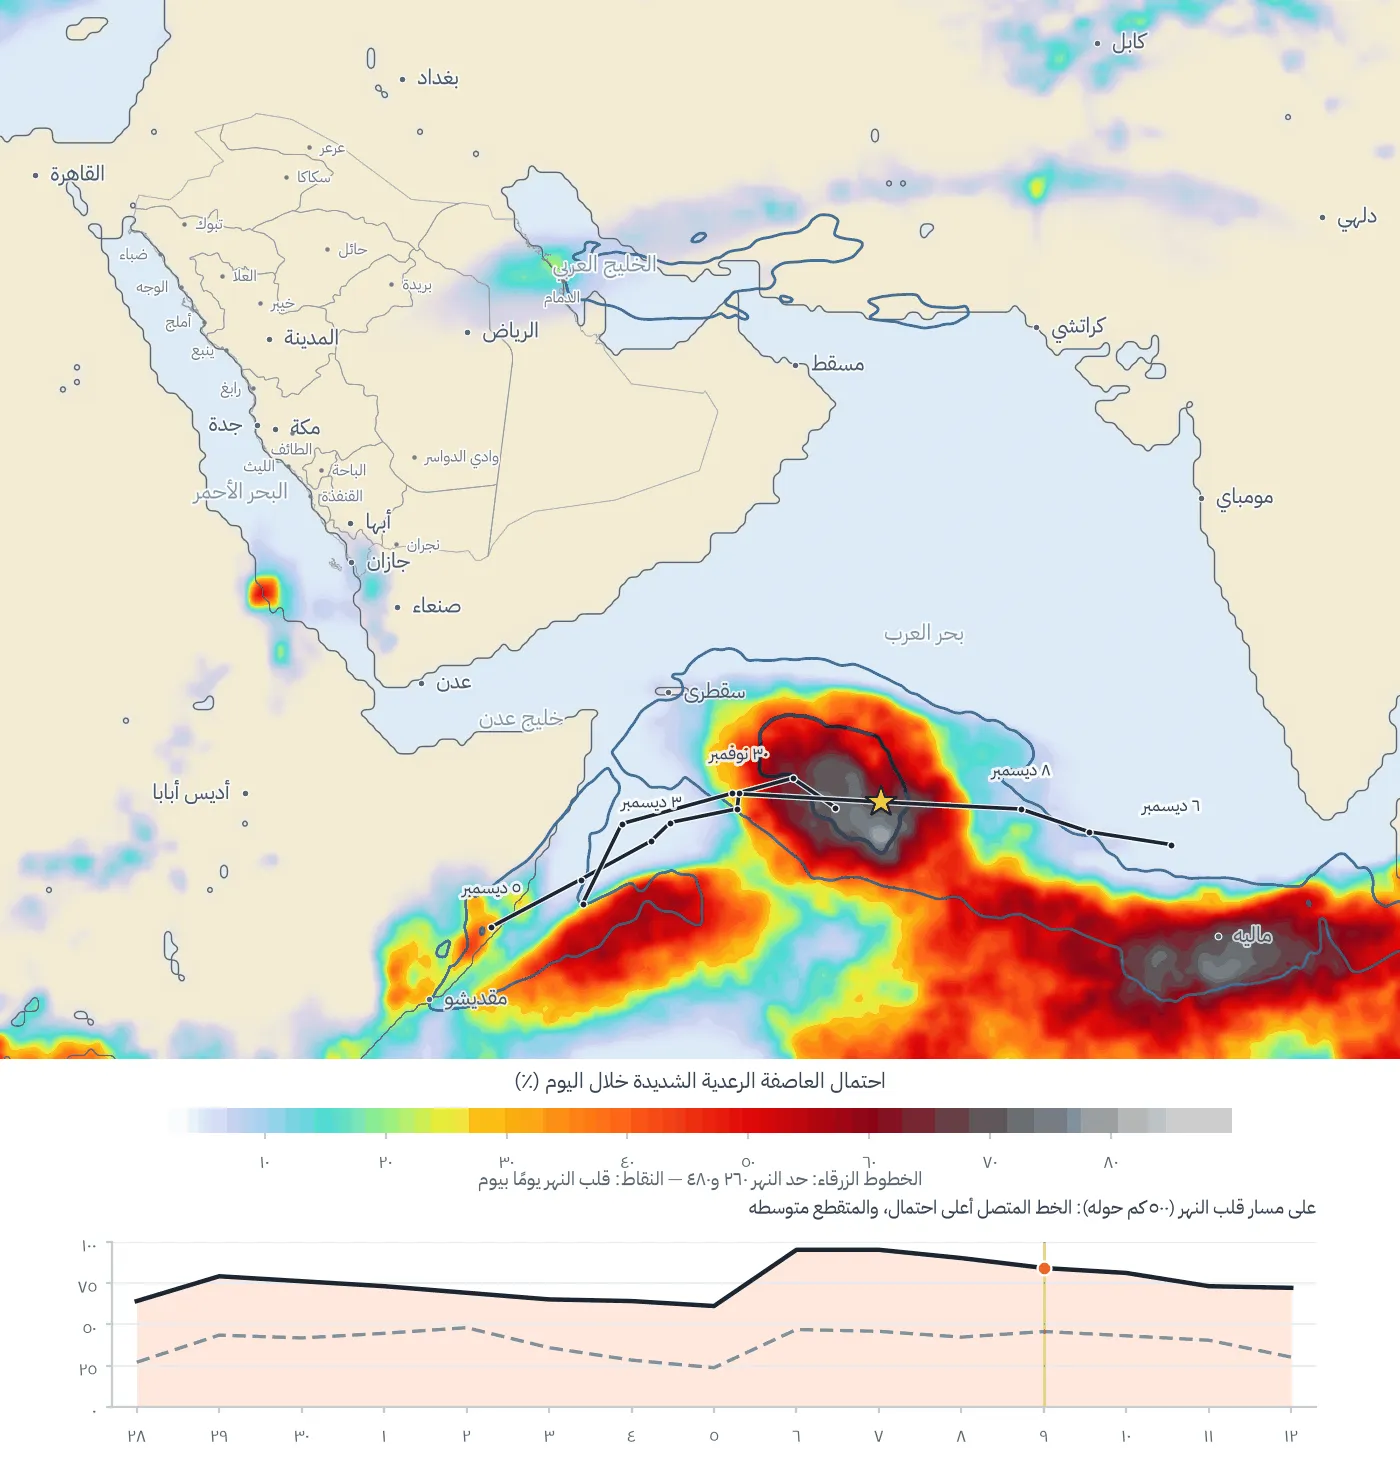 كابل
بغداد
عرعر
القاهرة
سكاكا
دلهي
تبوك
حائل
ضباء
الخليج العربي
العلا
الوجه
بريدة
الدمام
خيبر
أملج
كراتشي
الرياض
المدينة
ينبع
مسقط
رابغ
جدة
مكة
الطائف
وادي الدواسر
الليث
الباحة
البحر الأحمر
القنفذة
مومباي
أبها
نجران
جازان
صنعاء
بحر العرب
عدن
سقطرى
خليج عدن
٣٠ نوفمبر
٨ ديسمبر
أديس أبابا
٣ ديسمبر
٦ ديسمبر
٥ ديسمبر
ماليه
مقديشو
احتمال العاصفة الرعدية الشديدة خلال اليوم (٪)
١٠ ٢٠ ٣٠ ٤٠ ٥٠ ٦٠ ٧٠ ٨٠
الخطوط الزرقاء: حد النهر ٢٦٠ و٤٨٠ — النقاط: قلب النهر يومًا بيوم
على مسار قلب النهر (٥٠٠ كم حوله): الخط المتصل أعلى احتمال، والمتقطع متوسطه
١٠٠
٧٥
٥٠
٢٥
٠
٢٨ ٢٩ ٣٠ ١ ٢ ٣ ٤ ٥ ٦ ٧ ٨ ٩ ١٠ ١١ ١٢